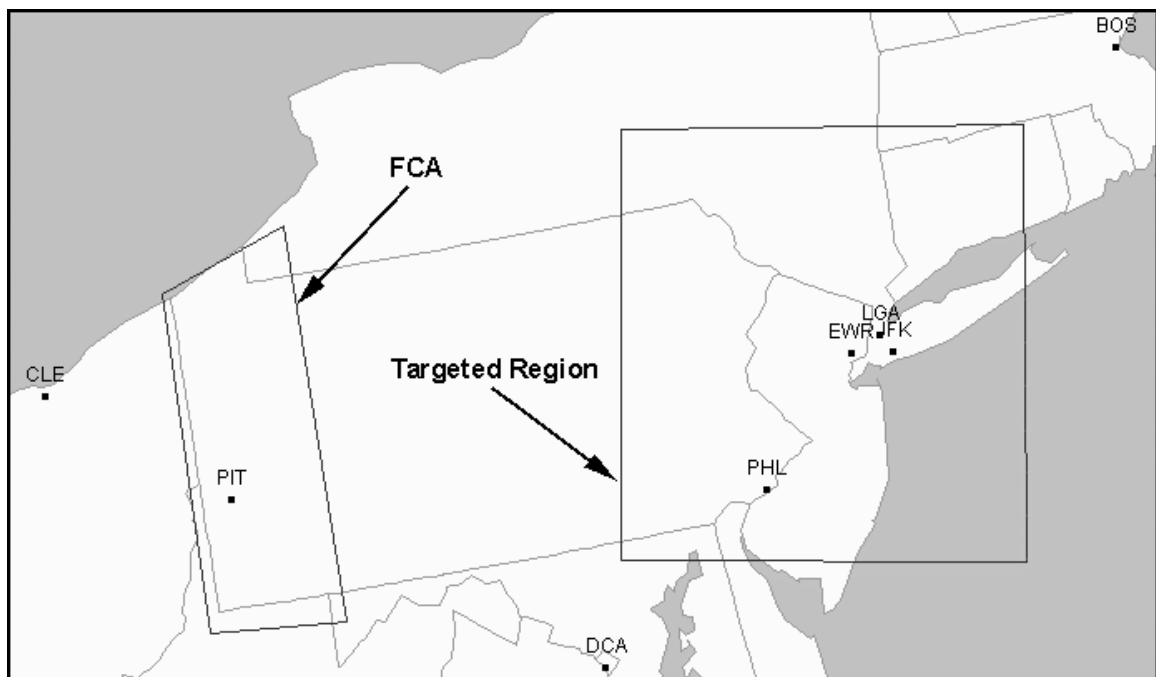 BOS
FCA
LGA
EWR JFK
CLE
Targeted Region
PIT
PHL
DCA